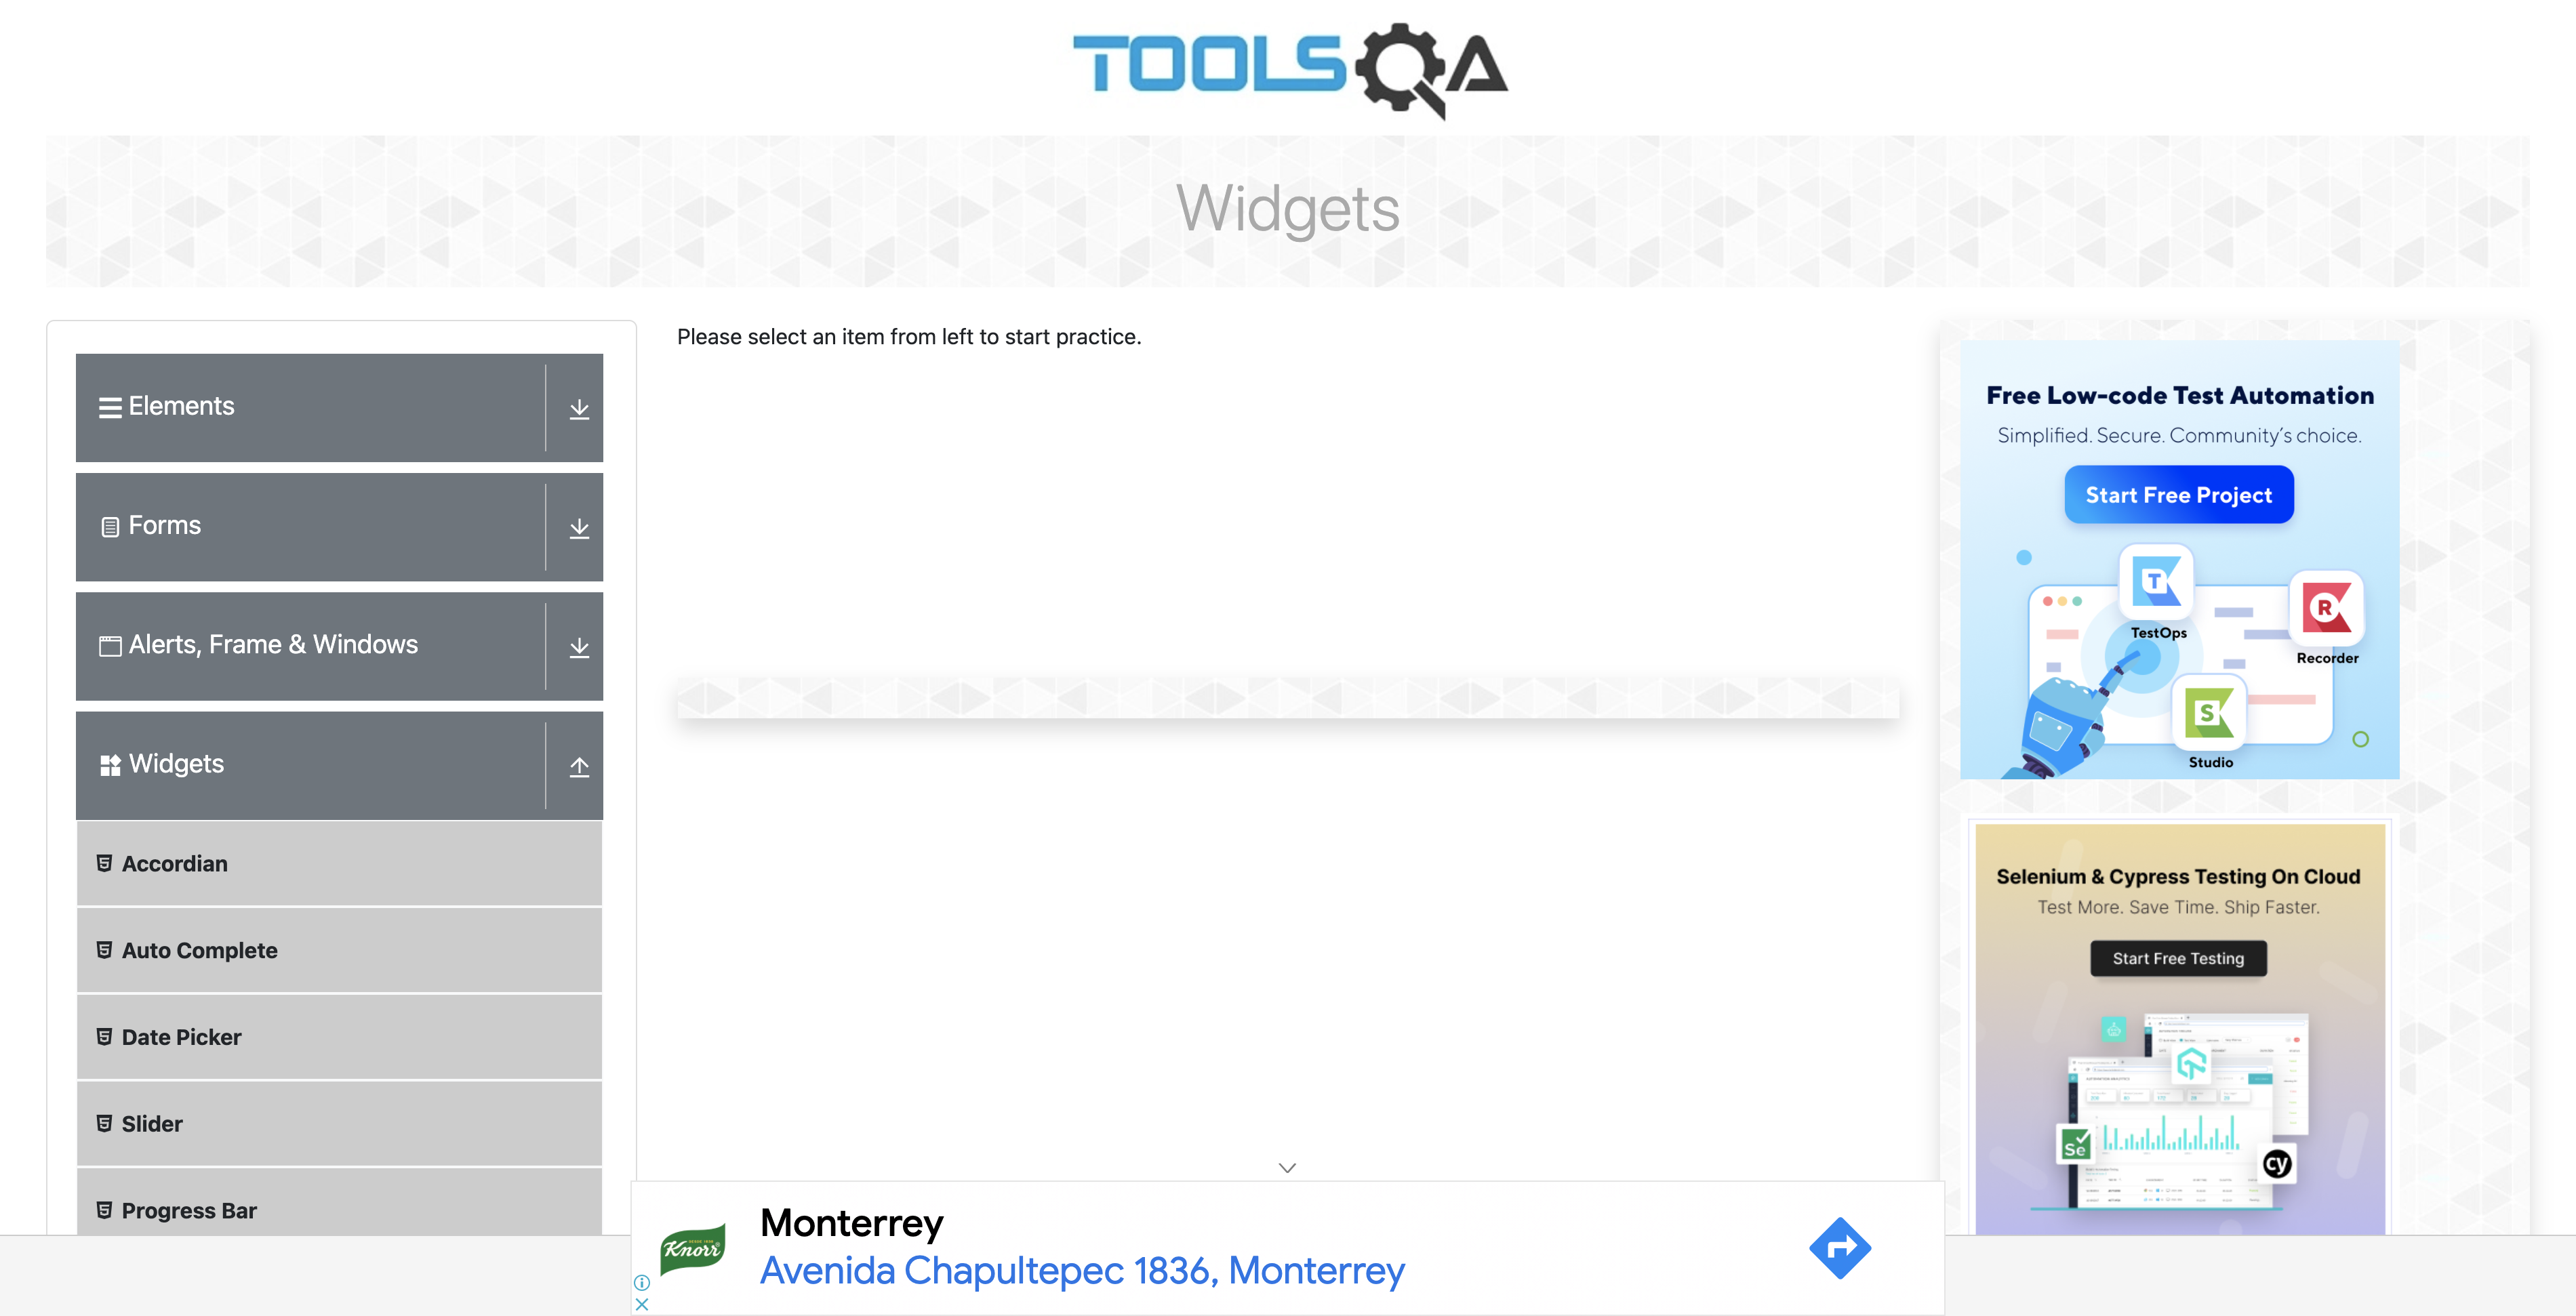 TOOLSQA
Widgets
Elements
Forms
Alerts, Frame & Windows
Widgets
Accordian
Auto Complete
Date Picker
Slider
Progress Bar
Please select an item from left to start practice.
Free Low-code Test Automation
Simplified. Secure. Community's choice.
Start Free Project
T
TestOps
R
Recorder
S
Studio
Selenium & Cypress Testing On Cloud
Test More. Save Time. Ship Faster.
Start Free Testing
Se
cy
Knorr
Monterrey
Avenida Chapultepec 1836, Monterrey